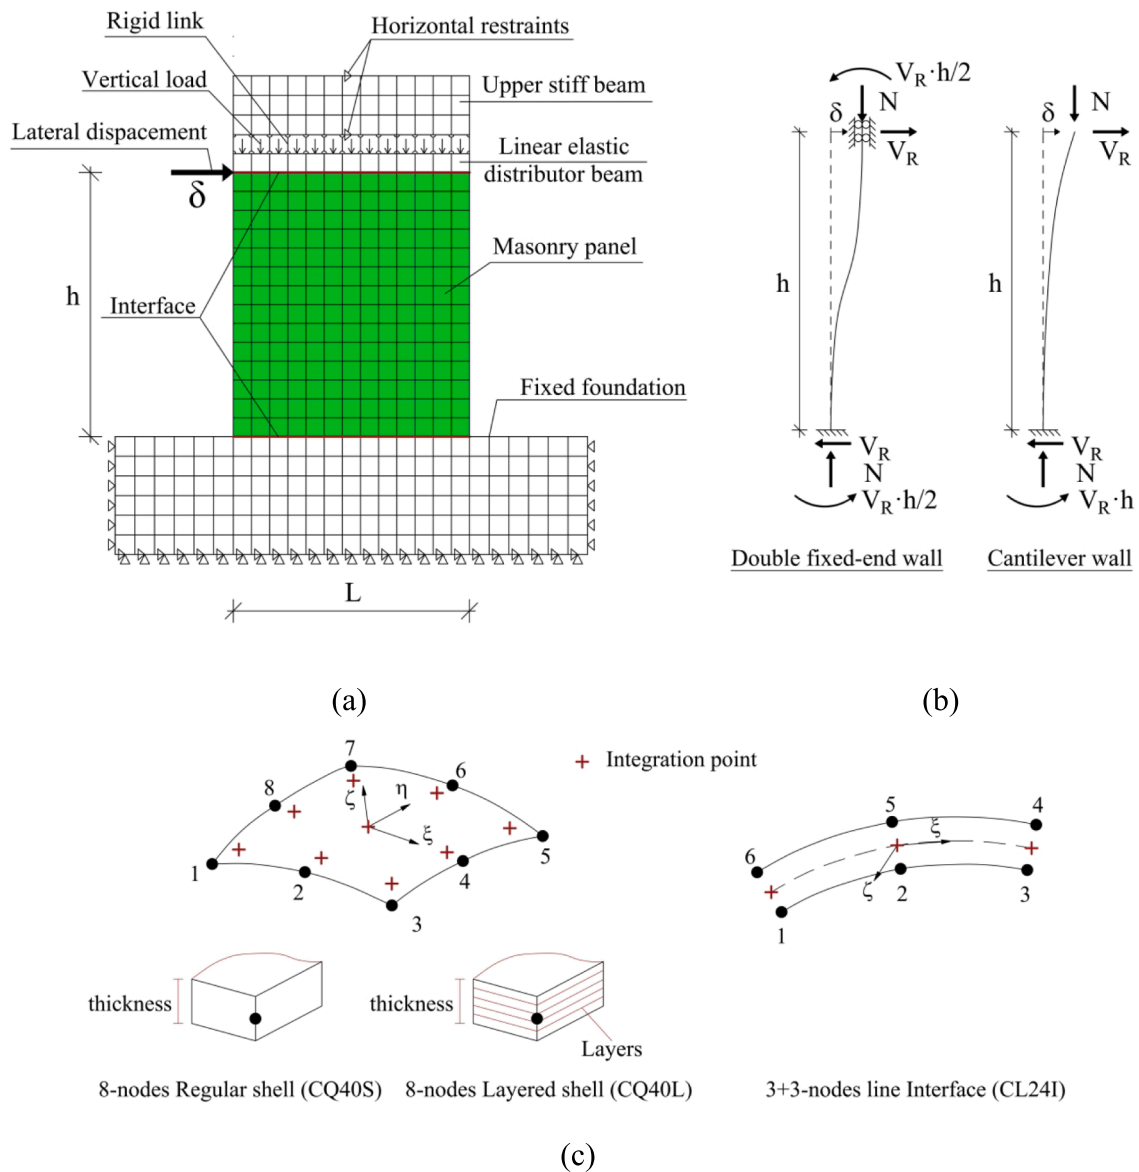 Rigid link
Horizontal restraints
Vertical load
Upper stiff beam
Lateral dispacement
Linear elastic
distributor beam
δ
Masonry panel
h
Interface
Fixed foundation
L
(a)
V_R·h/2
N
δ
V_R
h
V_R
N
V_R·h/2
Double fixed-end wall
N
δ
V_R
h
V_R
N
V_R·h
Cantilever wall
(b)
7
6
8
ζ
η
ξ
1
2
3
4
5
Integration point
5
4
ξ
6
ζ
2
3
1
thickness
thickness
Layers
8-nodes Regular shell (CQ40S)
8-nodes Layered shell (CQ40L)
3+3-nodes line Interface (CL24I)
(c)